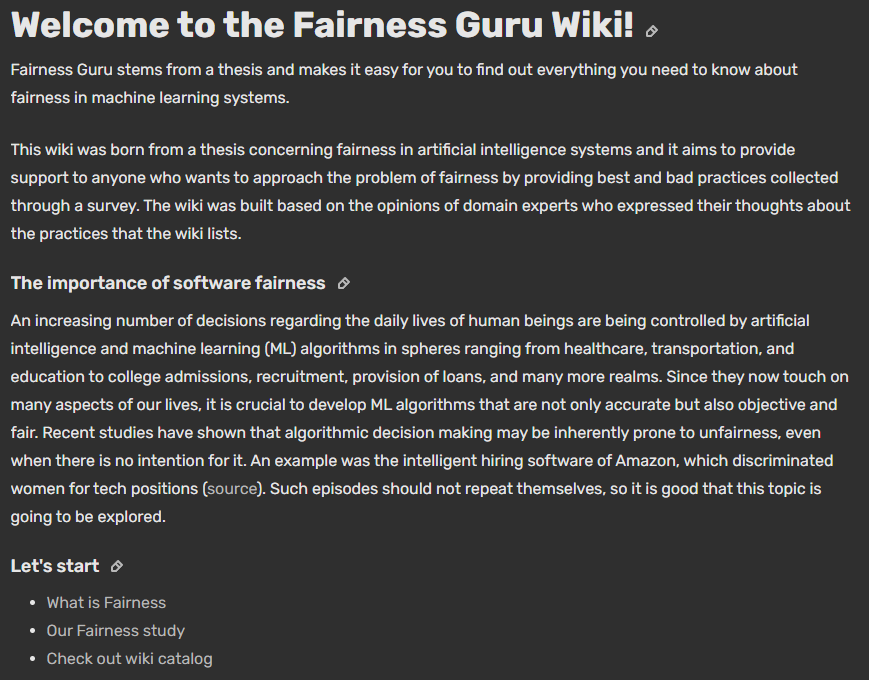 Welcome to the Fairness Guru Wiki!
Fairness Guru stems from a thesis and makes it easy for you to find out everything you need to know about
fairness in machine learning systems.
This wiki was born from a thesis concerning fairness in artificial intelligence systems and it aims to provide
support to anyone who wants to approach the problem of fairness by providing best and bad practices collected
through a survey. The wiki was built based on the opinions of domain experts who expressed their thoughts about
the practices that the wiki lists.
The importance of software fairness
An increasing number of decisions regarding the daily lives of human beings are being controlled by artificial
intelligence and machine learning (ML) algorithms in spheres ranging from healthcare, transportation, and
education to college admissions, recruitment, provision of loans, and many more realms. Since they now touch on
many aspects of our lives, it is crucial to develop ML algorithms that are not only accurate but also objective and
fair. Recent studies have shown that algorithmic decision making may be inherently prone to unfairness, even
when there is no intention for it. An example was the intelligent hiring software of Amazon, which discriminated
women for tech positions (source). Such episodes should not repeat themselves, so it is good that this topic is
going to be explored.
Let's start
• What is Fairness
• Our Fairness study
• Check out wiki catalog